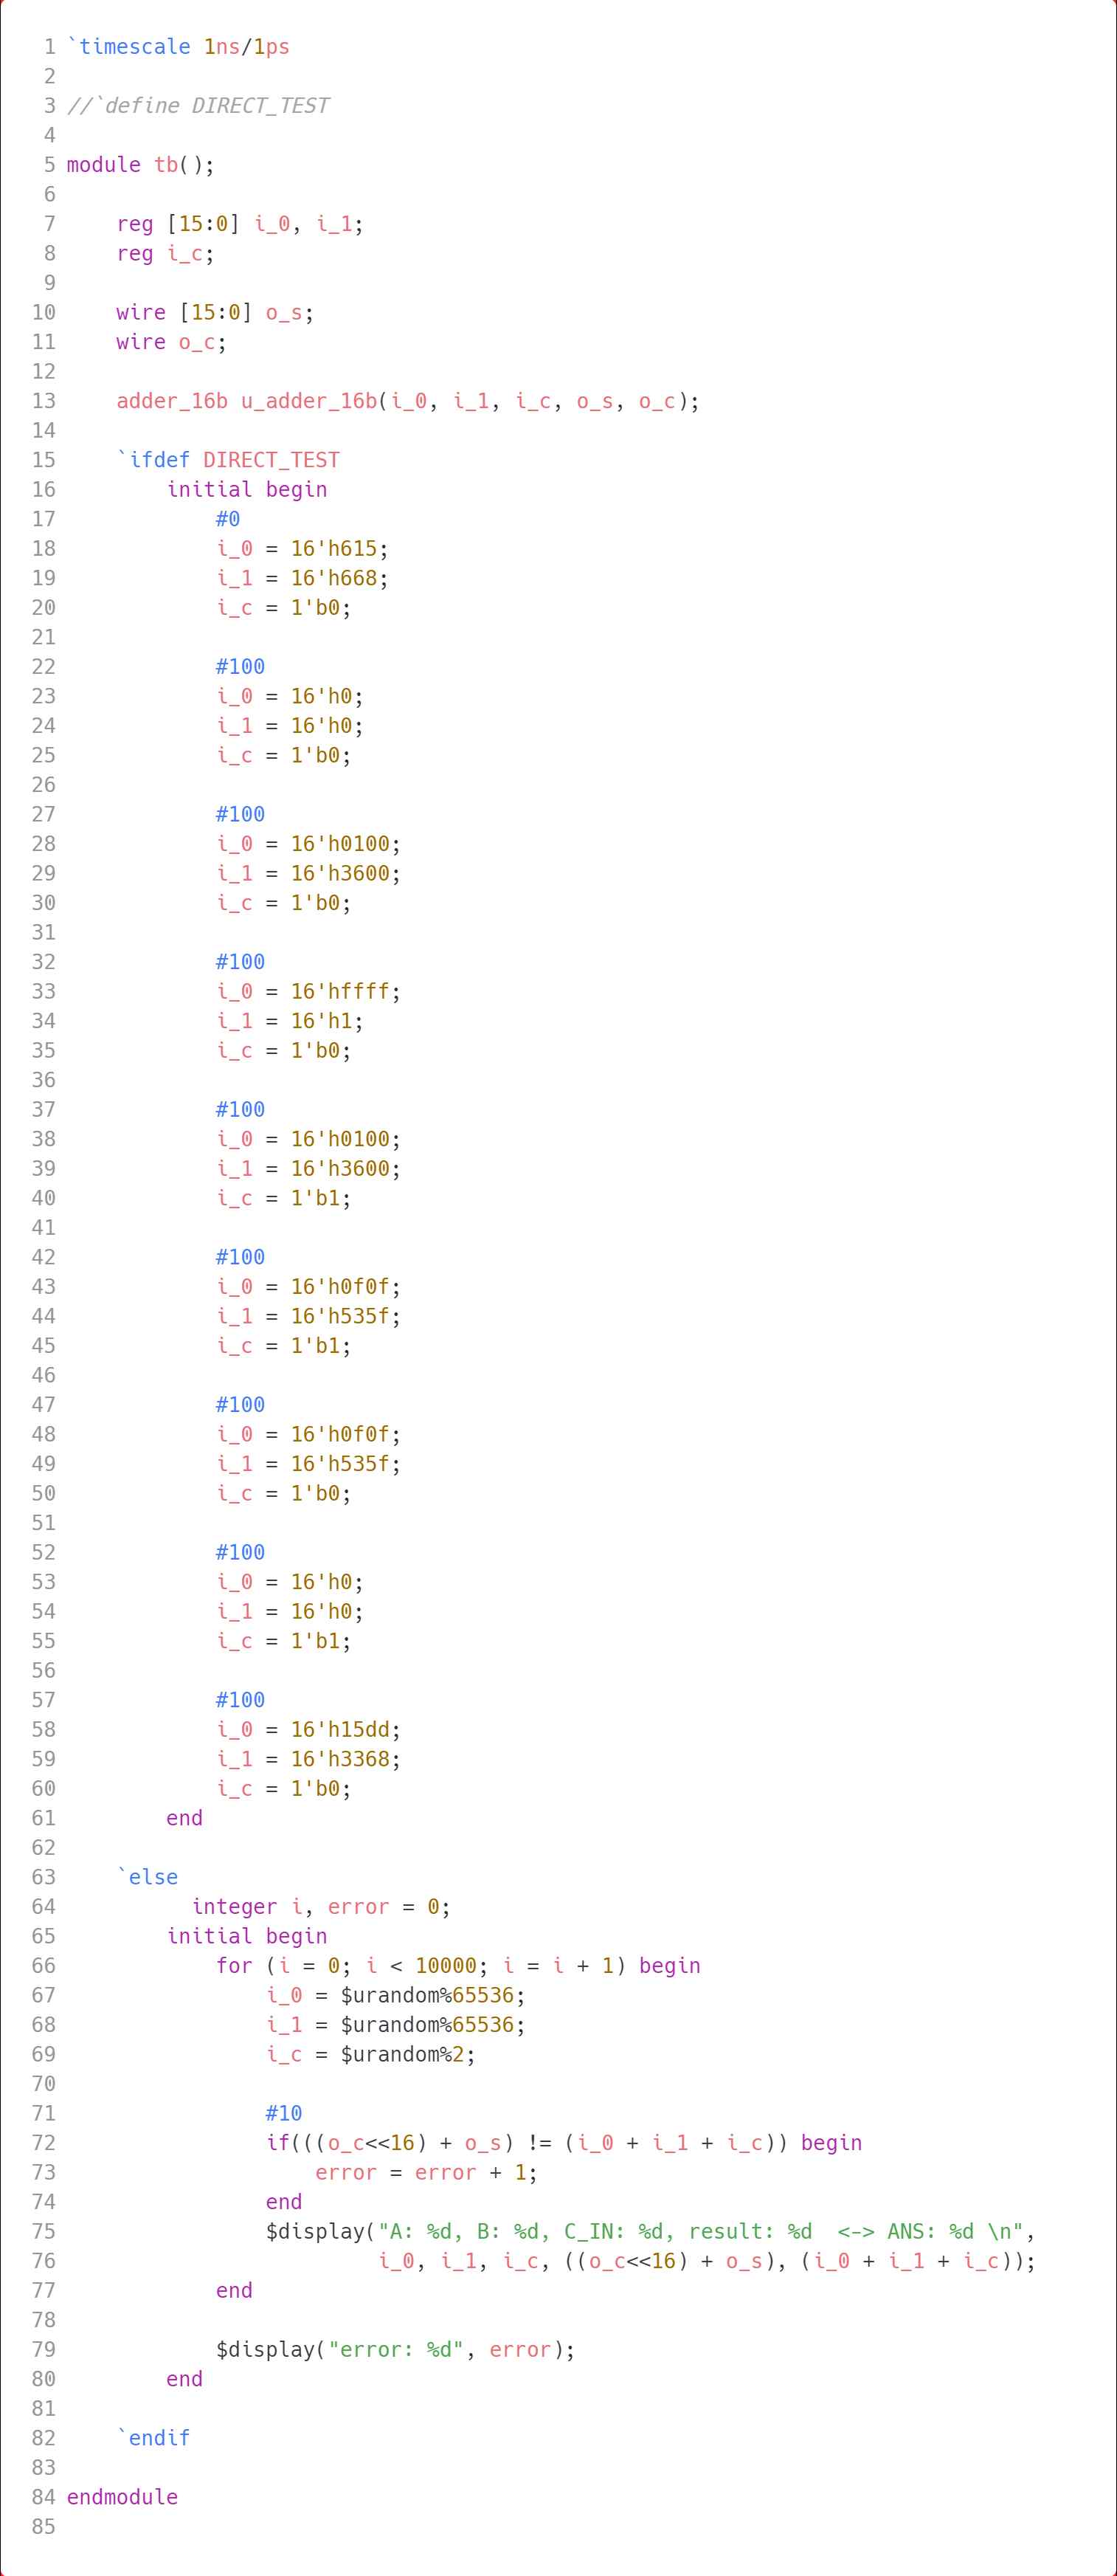 1 `timescale 1ns/1ps
2
3 //`define DIRECT_TEST
4
5 module tb();
6
7     reg [15:0] i_0, i_1;
8     reg i_c;
9
10     wire [15:0] o_s;
11     wire o_c;
12
13     adder_16b u_adder_16b(i_0, i_1, i_c, o_s, o_c);
14
15     `ifdef DIRECT_TEST
16         initial begin
17             #0
18             i_0 = 16'h615;
19             i_1 = 16'h668;
20             i_c = 1'b0;
21
22             #100
23             i_0 = 16'h0;
24             i_1 = 16'h0;
25             i_c = 1'b0;
26
27             #100
28             i_0 = 16'h0100;
29             i_1 = 16'h3600;
30             i_c = 1'b0;
31
32             #100
33             i_0 = 16'hffff;
34             i_1 = 16'h1;
35             i_c = 1'b0;
36
37             #100
38             i_0 = 16'h0100;
39             i_1 = 16'h3600;
40             i_c = 1'b1;
41
42             #100
43             i_0 = 16'h0f0f;
44             i_1 = 16'h535f;
45             i_c = 1'b1;
46
47             #100
48             i_0 = 16'h0f0f;
49             i_1 = 16'h535f;
50             i_c = 1'b0;
51
52             #100
53             i_0 = 16'h0;
54             i_1 = 16'h0;
55             i_c = 1'b1;
56
57             #100
58             i_0 = 16'h15dd;
59             i_1 = 16'h3368;
60             i_c = 1'b0;
61         end
62
63     `else
64           integer i, error = 0;
65         initial begin
66             for (i = 0; i < 10000; i = i + 1) begin
67                 i_0 = $urandom%65536;
68                 i_1 = $urandom%65536;
69                 i_c = $urandom%2;
70
71                 #10
72                 if(((o_c<<16) + o_s) != (i_0 + i_1 + i_c)) begin
73                     error = error + 1;
74                 end
75                 $display("A: %d, B: %d, C_IN: %d, result: %d  <-> ANS: %d \n",
76                          i_0, i_1, i_c, ((o_c<<16) + o_s), (i_0 + i_1 + i_c));
77             end
78
79             $display("error: %d", error);
80         end
81
82     `endif
83
84 endmodule
85